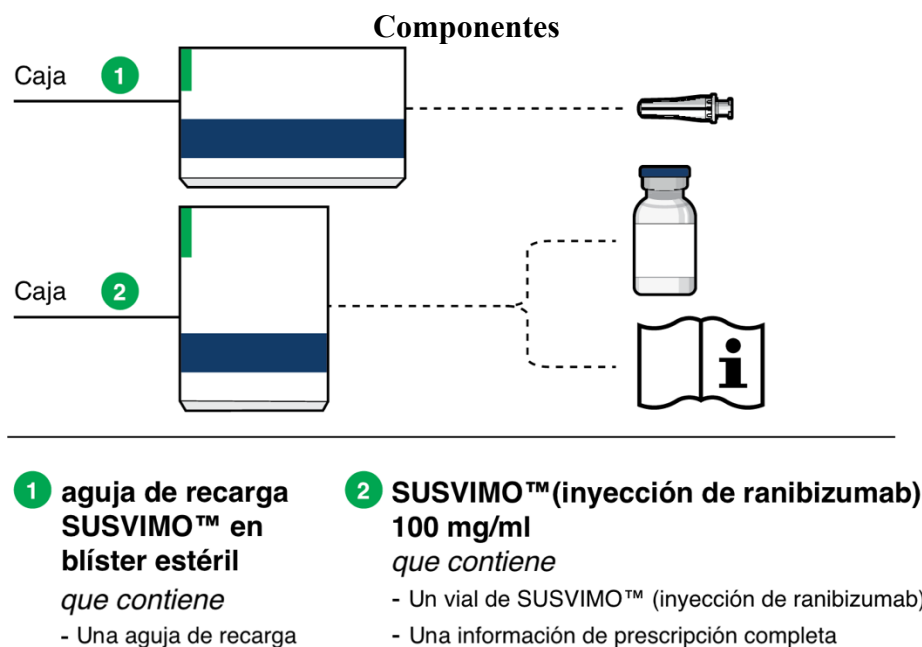 Componentes
Caja 1
Caja 2
1 aguja de recarga
SUSVIMO™ en
blíster estéril
que contiene
- Una aguja de recarga
2 SUSVIMO™(inyección de ranibizumab)
100 mg/ml
que contiene
- Un vial de SUSVIMO™ (inyección de ranibizumab)
- Una información de prescripción completa